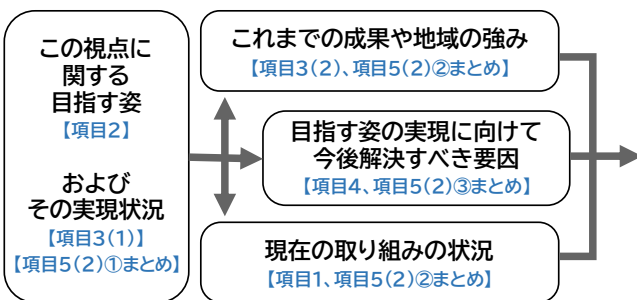 この視点に
関する
目指す姿
【項目2】
および
その実現状況
【項目3(1)】
【項目5(2)①まとめ】
これまでの成果や地域の強み
【項目3(2)、項目5(2)②まとめ】
目指す姿の実現に向けて
今後解決すべき要因
【項目4、項目5(2)③まとめ】
現在の取り組みの状況
【項目1、項目5(2)②まとめ】